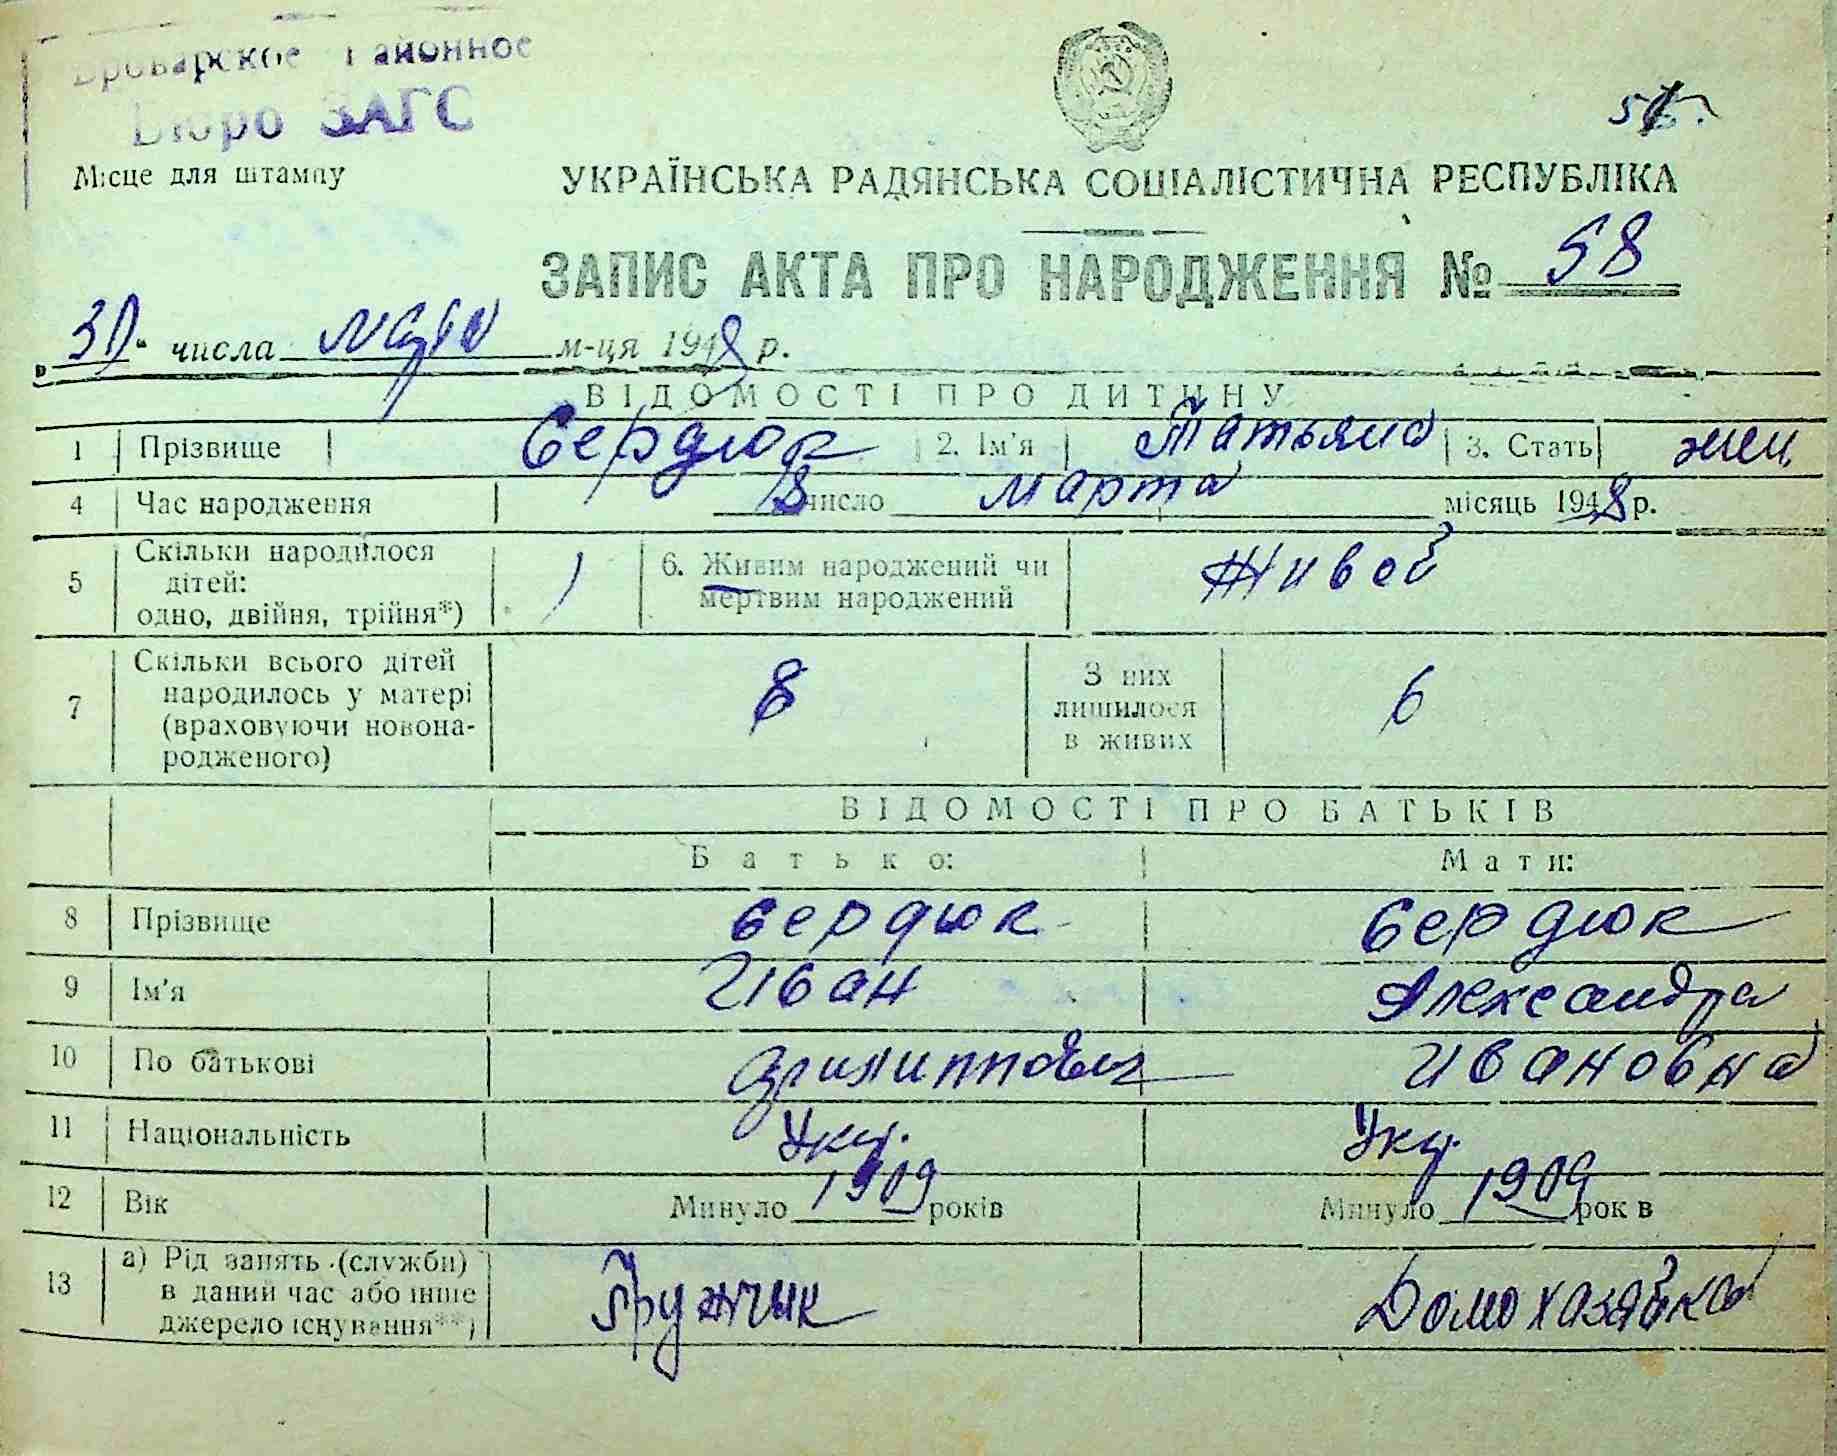 Броварское Районное
Бюро ЗАГС
Місце для штампу
УКРАЇНСЬКА РАДЯНСЬКА СОЦІАЛІСТИЧНА РЕСПУБЛІКА
ЗАПИС АКТА ПРО НАРОДЖЕННЯ № 58
числа м-ця 1948 р.
ВІДОМОСТІ ПРО ДИТИНУ
1 Прізвище Сердюк 2. Ім'я Татьяна 3. Стать жен.
4 Час народження 8 число марта місяць 1948 р.
5 Скільки народилося дітей: одно, двійня, трійня*) 1 6. Живим народжений чи мертвим народжений Живой
7 Скільки всього дітей народилось у матері (враховуючи новонародженого) 8 З них лишилося в живих 6
ВІДОМОСТІ ПРО БАТЬКІВ
Батько: Мати:
8 Прізвище Сердюк Сердюк
9 Ім'я Иван Александра
10 По батькові Филиппович Ивановна
11 Національність Укр. Укр.
12 Вік Минуло 1909 років Минуло 1909 років
13 а) Рід занять (служби) в даний час або інше джерело існування**) Грузчик Домохазяйка